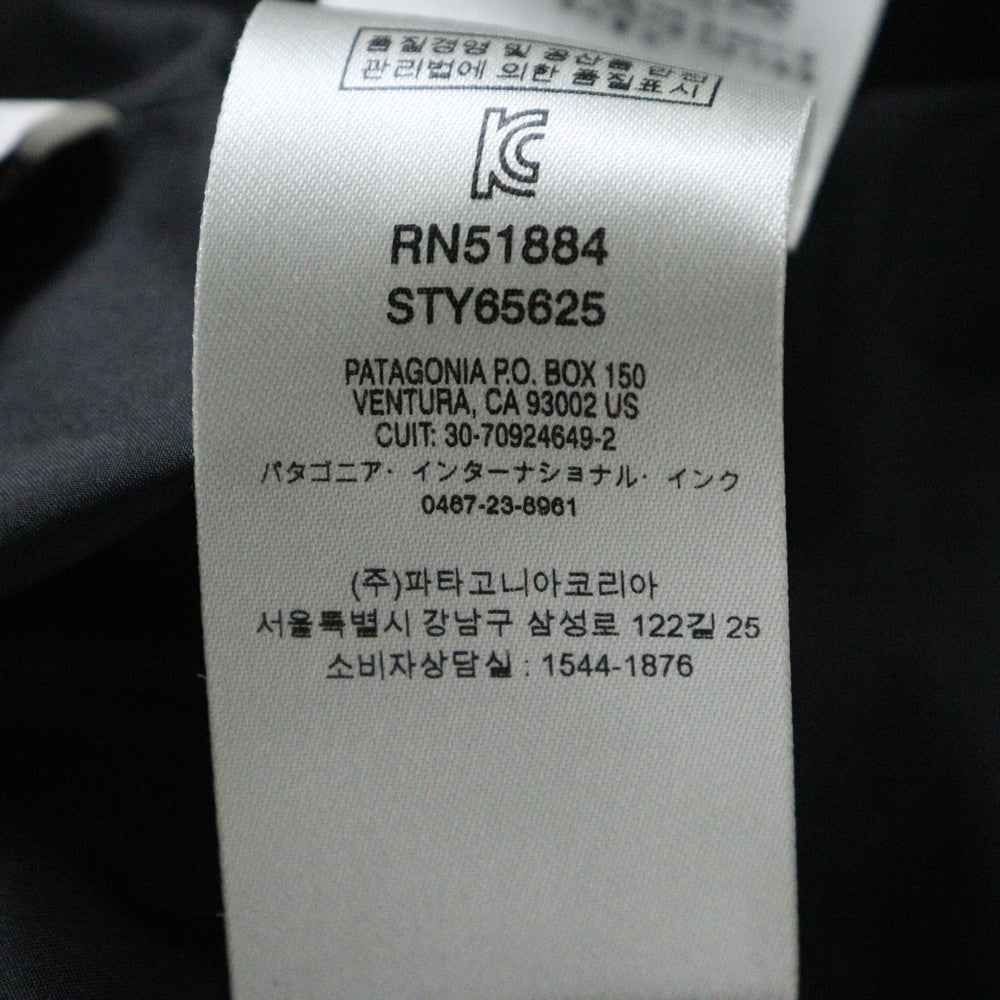 품질경영 및 공산품 안전
관리법에 의한 품질표시
KC
RN51884
STY65625
PATAGONIA P.O. BOX 150
VENTURA, CA 93002 US
CUIT: 30-70924649-2
パタゴニア・インターナショナル・インク
0467-23-8961
(주)파타고니아코리아
서울특별시 강남구 삼성로 122길 25
소비자상담실 : 1544-1876